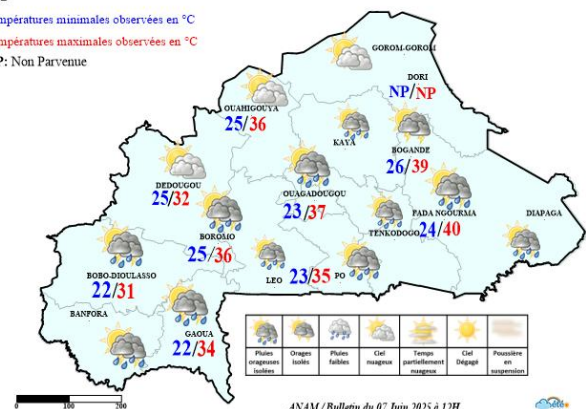 mpératures minimales observées en °C
mpératures maximales observées en °C
P: Non Parvenue
GOROM-GOROM
DORI
NP/NP
OUAHIGOUYA
25/36
KAYA
BOGANDE
26/39
DEDOUGOU
25/32
OUAGADOUGOU
23/37
FADA NGOURMA
24/40
DIAPAGA
TENKODOGO
BOROMO
25/36
BOBO-DIOULASSO
22/31
LEO
23/35
PO
BANFORA
GAOUA
22/34
Pluies orageuses isolées
Orages isolés
Pluies faibles
Ciel nuageux
Temps partiellement nuageux
Ciel Dégagé
Poussière en suspension
0 100 200
ANAM / Bulletin du 07 Juin 2025 à 12H